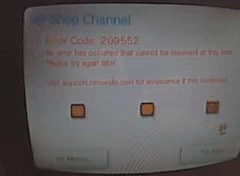 Shop Channel
Error Code: 209552
An error has occurred that cannot be resolved at this time.
Please try again later.
Visit support.nintendo.com for assistance if this continues.